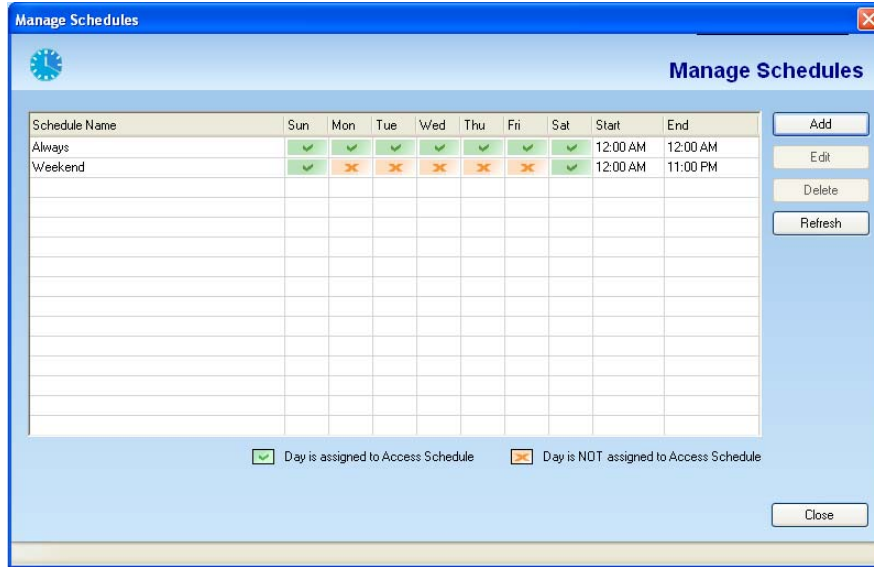 Manage Schedules
Manage Schedules
Schedule Name Sun Mon Tue Wed Thu Fri Sat Start End
Always 12:00 AM 12:00 AM
Weekend 12:00 AM 11:00 PM
Add
Edit
Delete
Refresh
Day is assigned to Access Schedule Day is NOT assigned to Access Schedule
Close